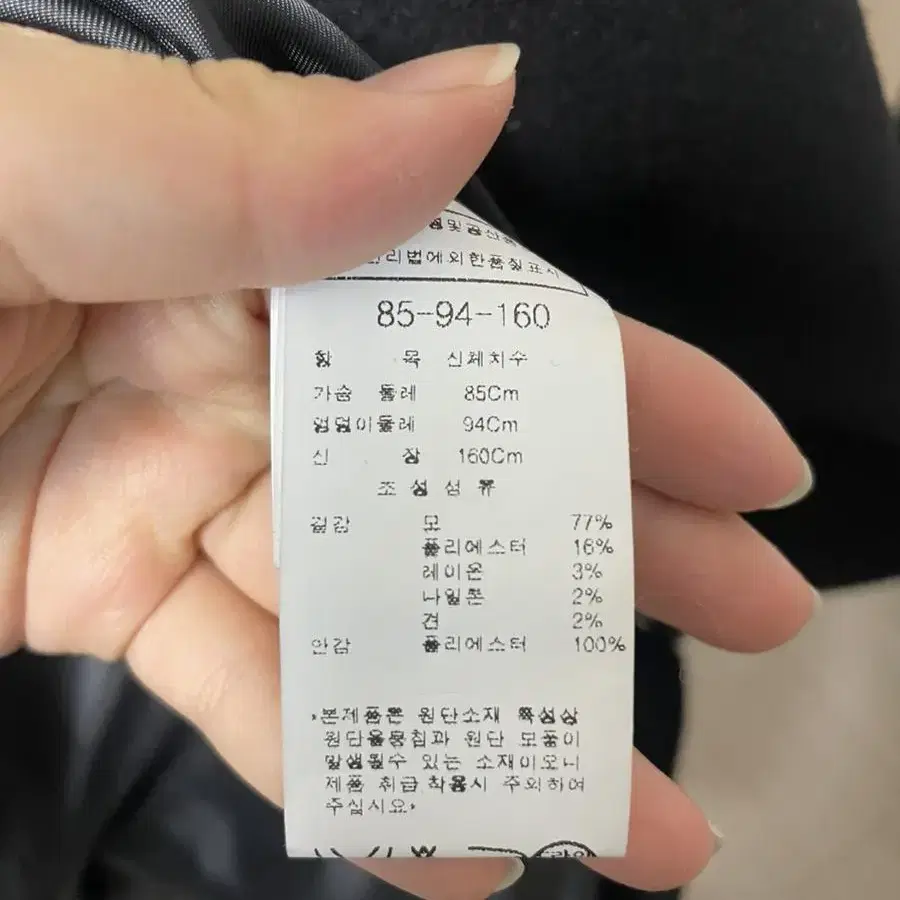 리법에의한품질표시
85-94-160
항 목 신체치수
가슴 둘레 85Cm
엉덩이둘레 94Cm
신 장 160Cm
조 성 섬 유
겉감 모 77%
폴리에스터 16%
레이온 3%
나일론 2%
견 2%
안감 폴리에스터 100%
*본제품은 원단소재 특성상
원단올뭉침과 원단 모풀이
발생될수 있는 소재이오니
제품 취급 착용시 주의하여
주십시요*